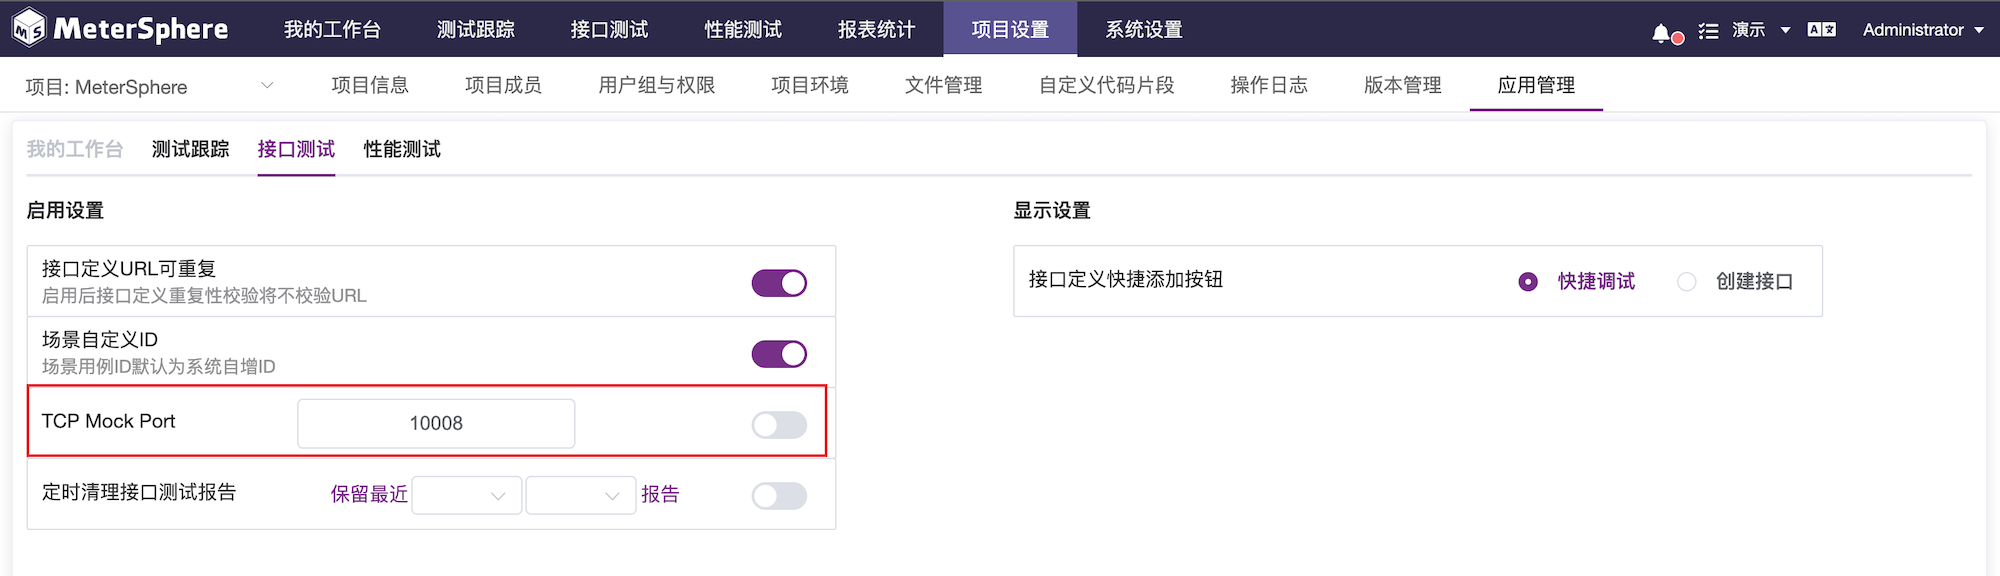 MS MeterSphere 我的工作台 测试跟踪 接口测试 性能测试 报表统计 项目设置 系统设置 演示 Administrator
项目: MeterSphere 项目信息 项目成员 用户组与权限 项目环境 文件管理 自定义代码片段 操作日志 版本管理 应用管理
我的工作台 测试跟踪 接口测试 性能测试
启用设置
接口定义URL可重复
启用后接口定义重复性校验将不校验URL
场景自定义ID
场景用例ID默认为系统自增ID
TCP Mock Port 10008
定时清理接口测试报告 保留最近 报告
显示设置
接口定义快捷添加按钮 快捷调试 创建接口